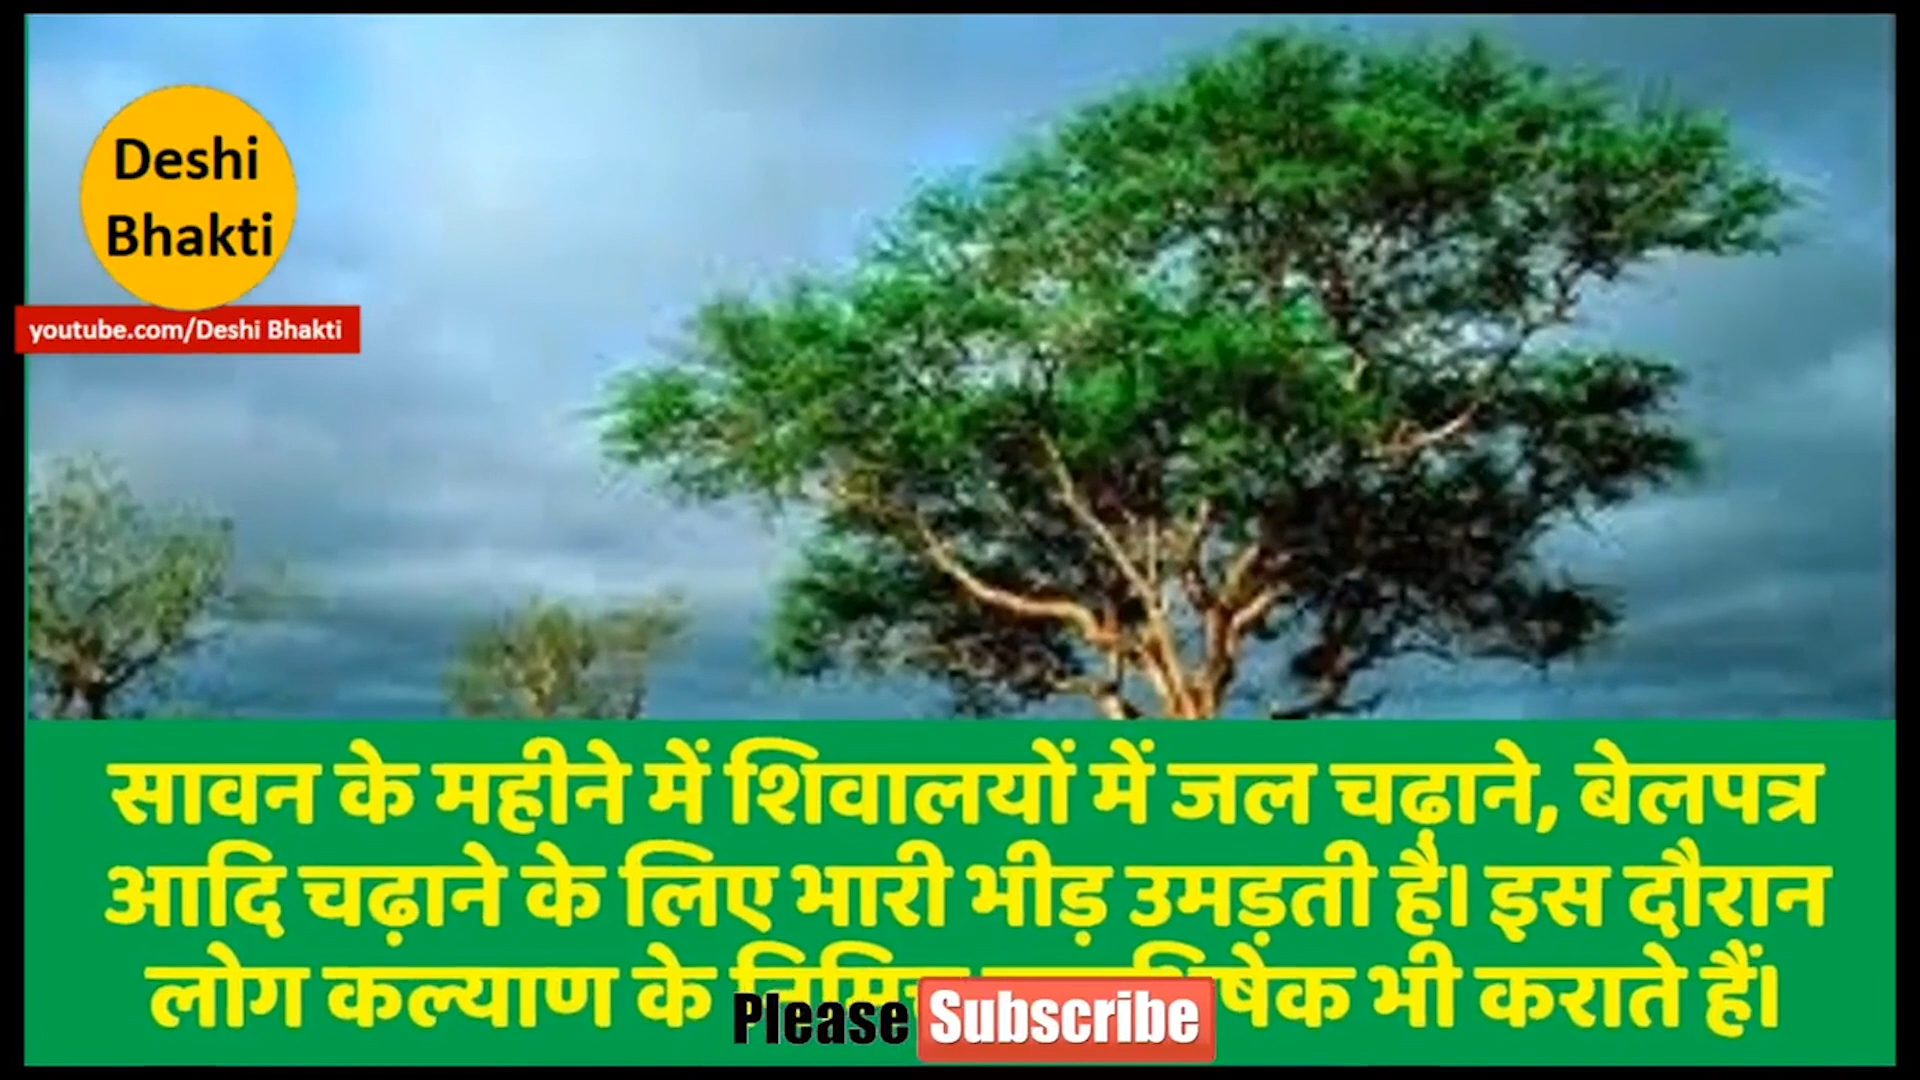 Deshi
Bhakti
youtube.com/Deshi Bhakti
सावन के महीने में शिवालयों में जल चढ़ाने, बेलपत्र
आदि चढ़ाने के लिए भारी भीड़ उमड़ती है। इस दौरान
लोग कल्याण के भी कराते हैं।
Please Subscribe